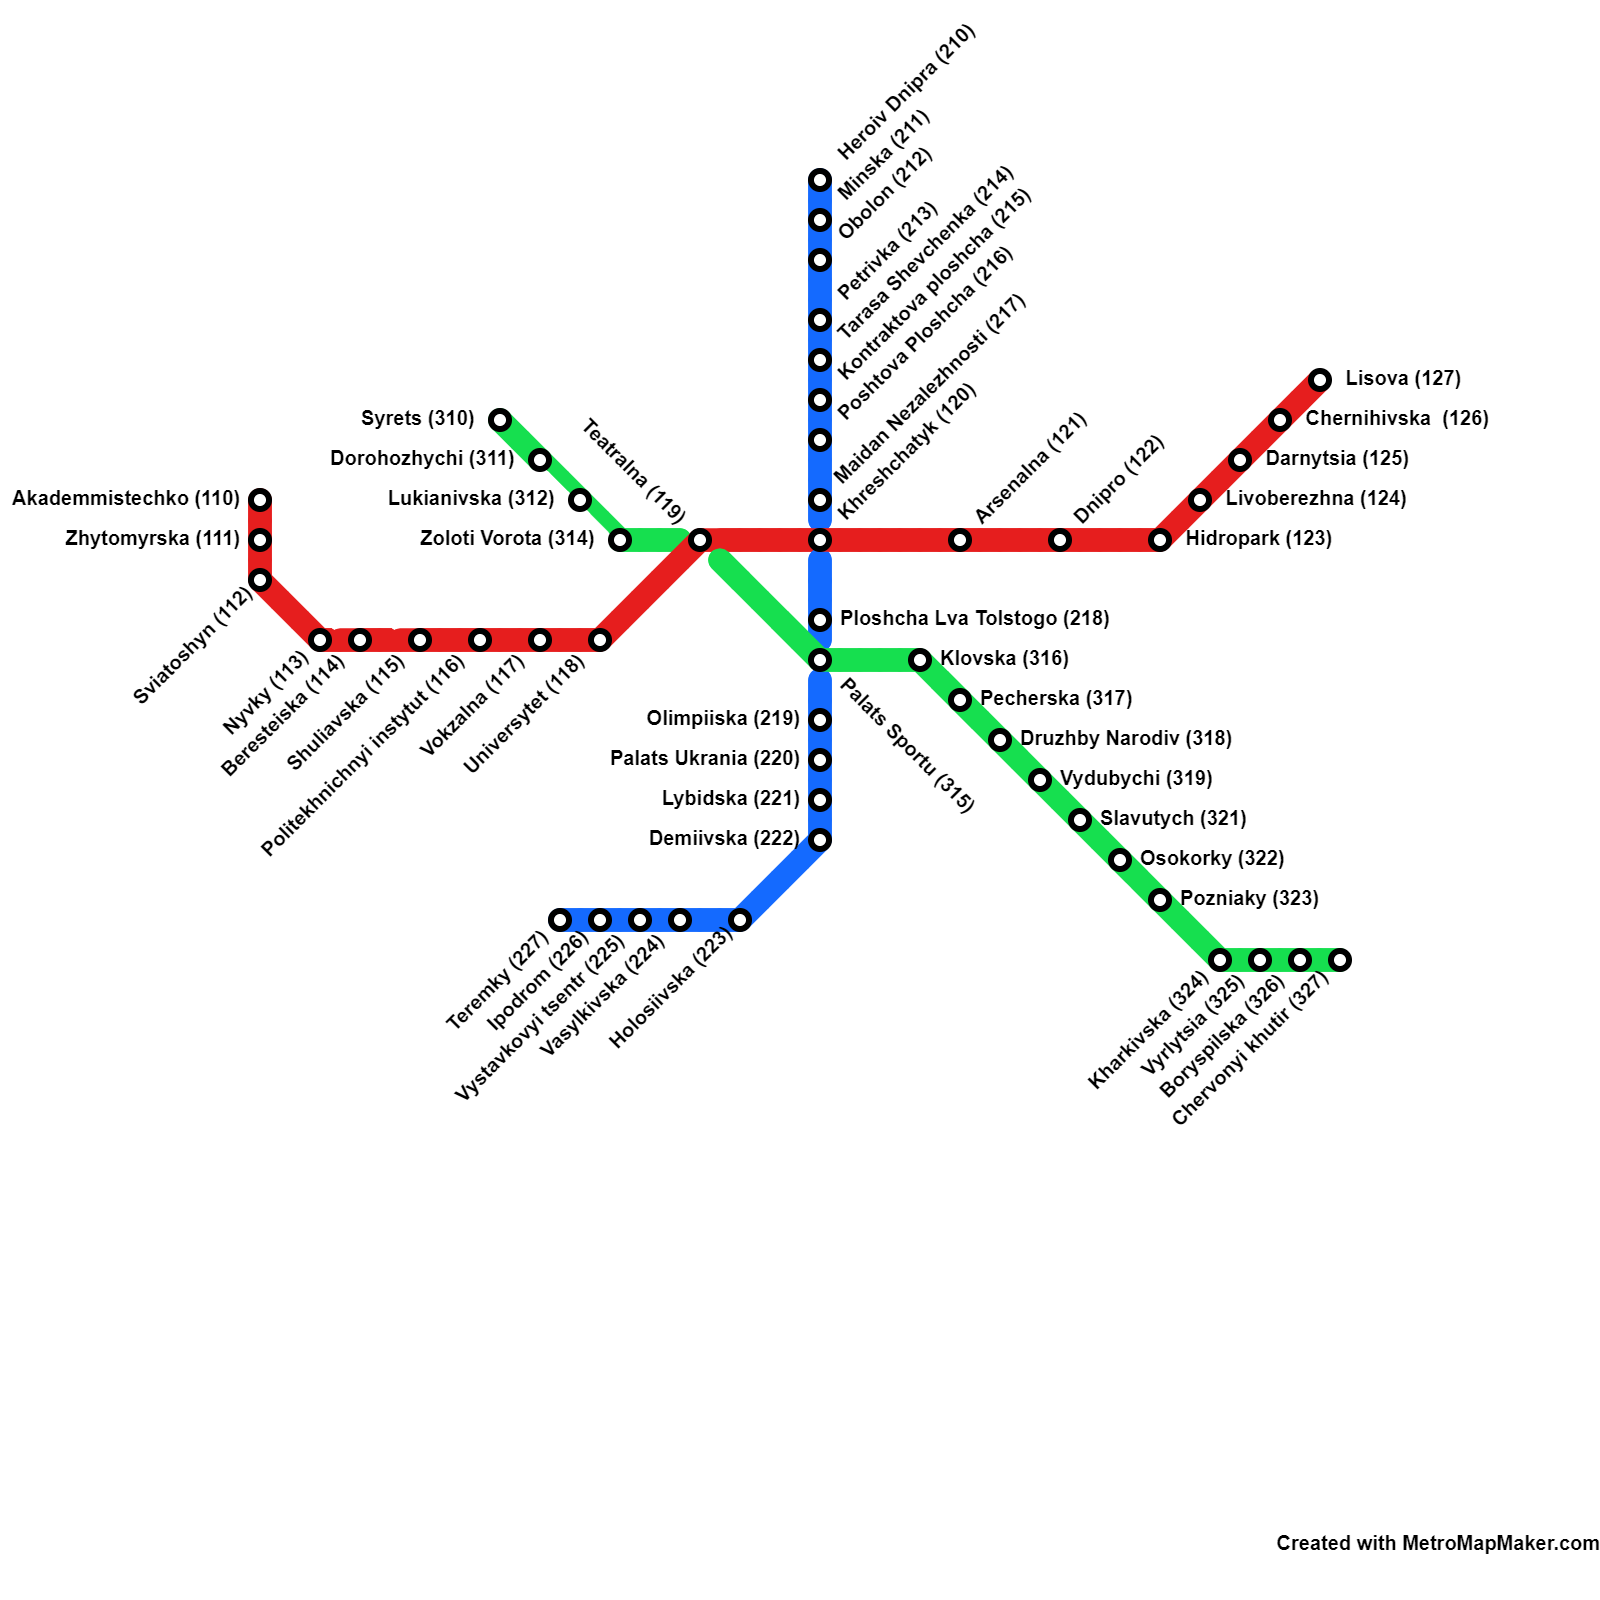 Heroiv Dnipra (210)
Minska (211)
Obolon (212)
Petrivka (213)
Tarasa Shevchenka (214)
Kontraktova ploshcha (215)
Poshtova Ploshcha (216)
Maidan Nezalezhnosti (217)
Khreshchatyk (120)
Arsenalna (121)
Dnipro (122)
Lisova (127)
Chernihivska (126)
Darnytsia (125)
Livoberezhna (124)
Hidropark (123)
Syrets (310)
Dorohozhychi (311)
Lukianivska (312)
Zoloti Vorota (314)
Teatralna (119)
Akademmistechko (110)
Zhytomyrska (111)
Sviatoshyn (112)
Nyvky (113)
Beresteiska (114)
Shuliavska (115)
Politekhnichnyi instytut (116)
Vokzalna (117)
Universytet (118)
Ploshcha Lva Tolstogo (218)
Klovska (316)
Pecherska (317)
Druzhby Narodiv (318)
Vydubychi (319)
Slavutych (321)
Osokorky (322)
Pozniaky (323)
Palats Sportu (315)
Olimpiiska (219)
Palats Ukrania (220)
Lybidska (221)
Demiivska (222)
Teremky (227)
Ipodrom (226)
Vystavkovyi tsentr (225)
Vasylkivska (224)
Holosiivska (223)
Kharkivska (324)
Vyrlytsia (325)
Boryspilska (326)
Chervonyi khutir (327)
Created with MetroMapMaker.com